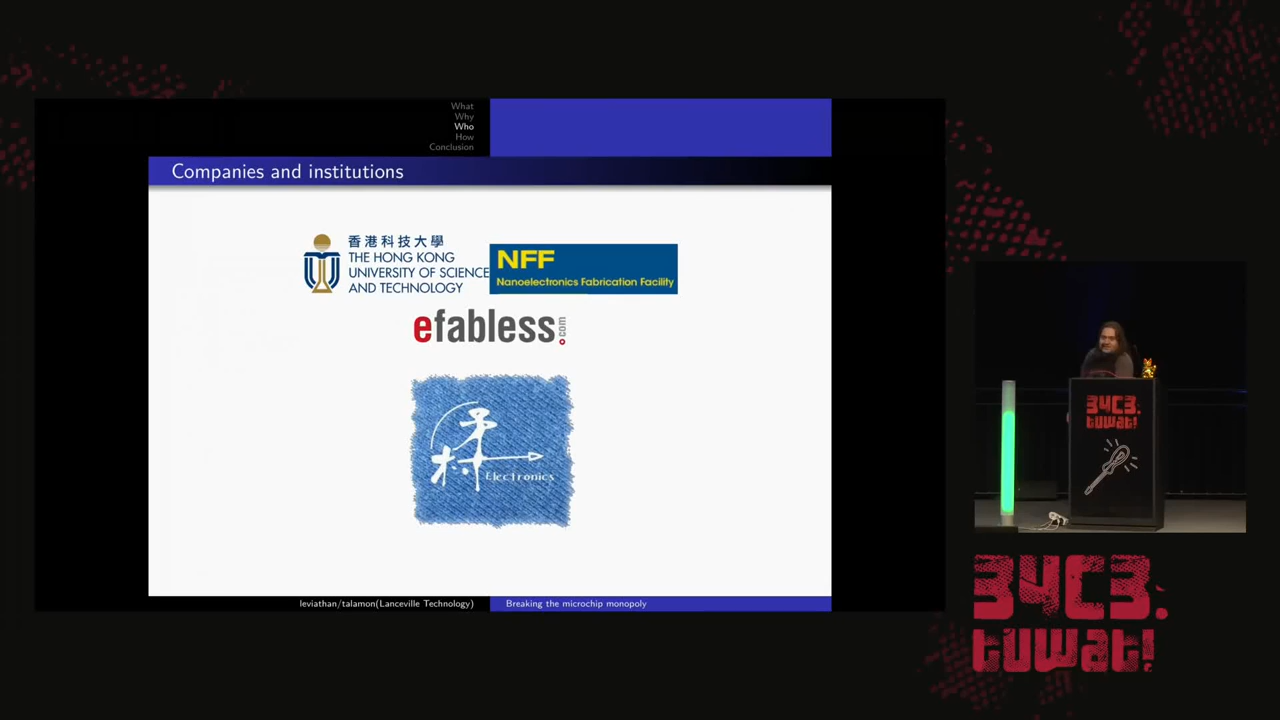 What
Why
Who
How
Conclusion
Companies and institutions
香港科技大學
THE HONG KONG
UNIVERSITY OF SCIENCE
AND TECHNOLOGY
NFF
Nanoelectronics Fabrication Facility
efabless.com
Electronics
leviathan/talamon(Lanceville Technology)
Breaking the microchip monopoly
34C3.
tuwat!
34C3.
tuwat!